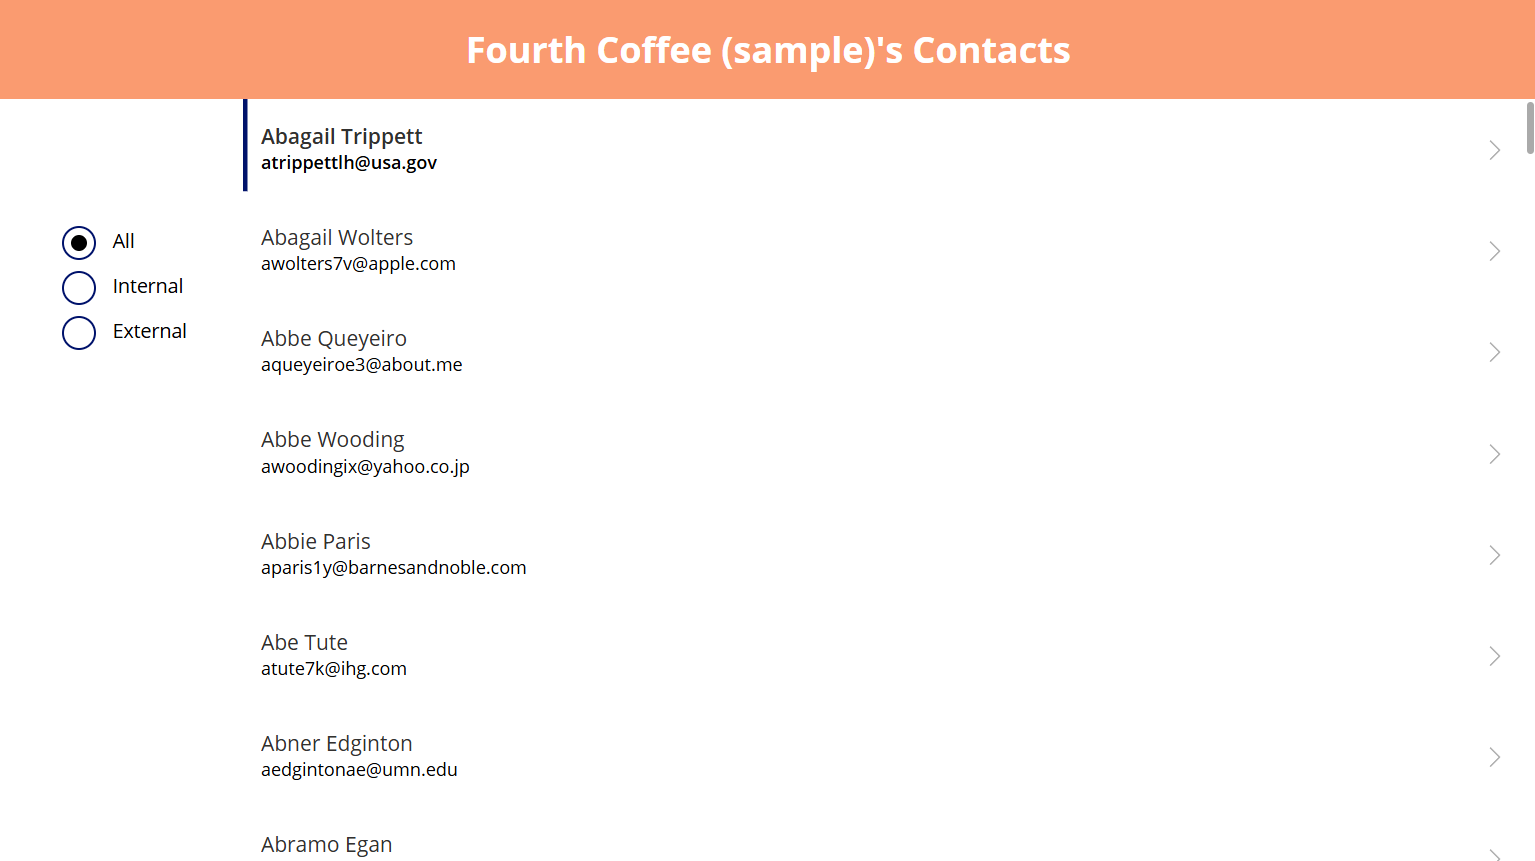 Fourth Coffee (sample)'s Contacts
All
Internal
External
Abagail Trippett
atrippettlh@usa.gov
Abagail Wolters
awolters7v@apple.com
Abbe Queyeiro
aqueyeiroe3@about.me
Abbe Wooding
awoodingix@yahoo.co.jp
Abbie Paris
aparis1y@barnesandnoble.com
Abe Tute
atute7k@ihg.com
Abner Edginton
aedgintonae@umn.edu
Abramo Egan